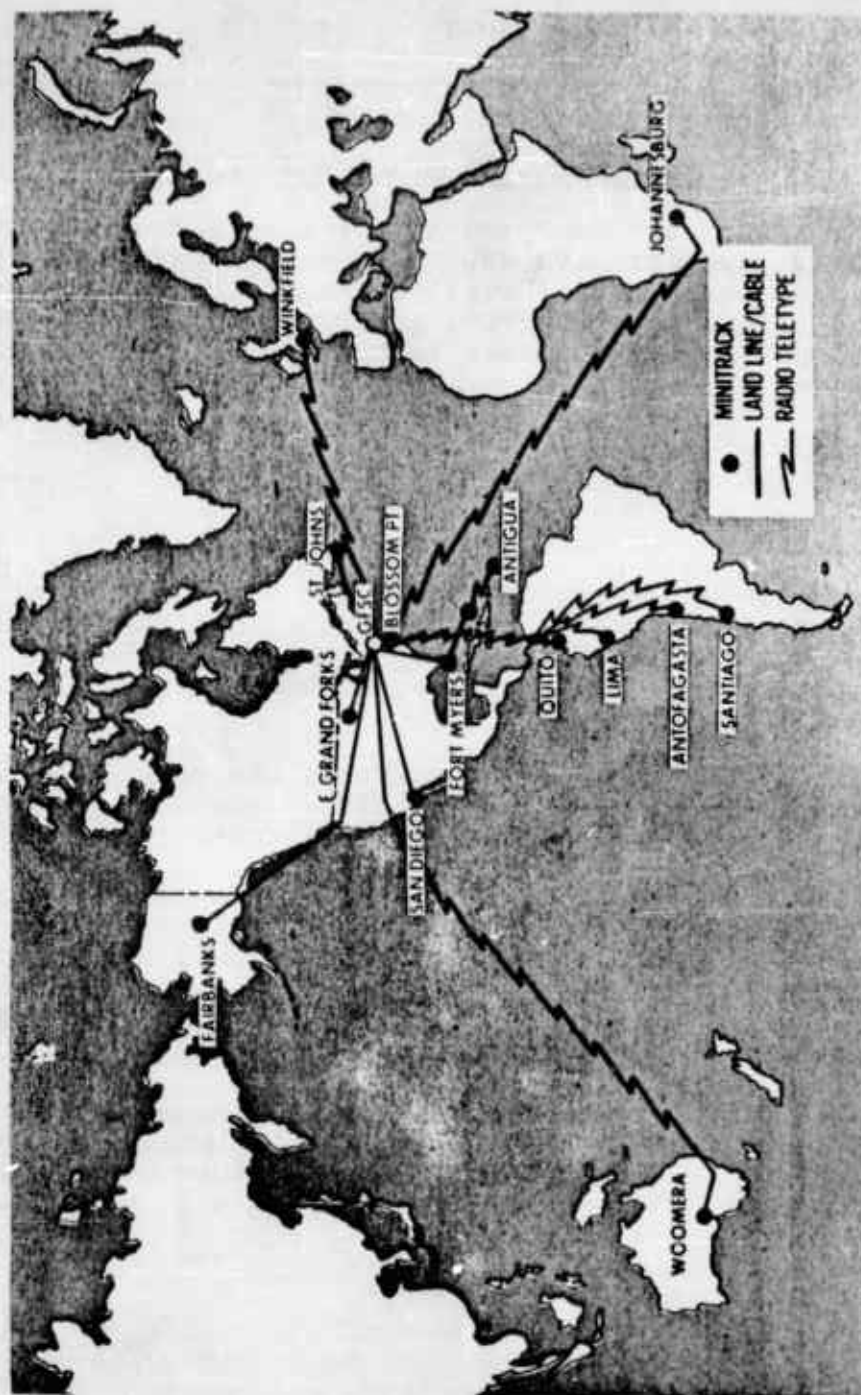 FAIRBANKS
E. GRAND FORKS
ST. JOHNS
WINKFIELD
GFSC
BLOSSOM PT
SAN DIEGO
FORT MYERS
ANTIGUA
QUITO
LIMA
WOOMERA
ANTOFAGASTA
SANTIAGO
JOHANNESBURG
MINITRACK
LAND LINE/CABLE
RADIO TELETYPE